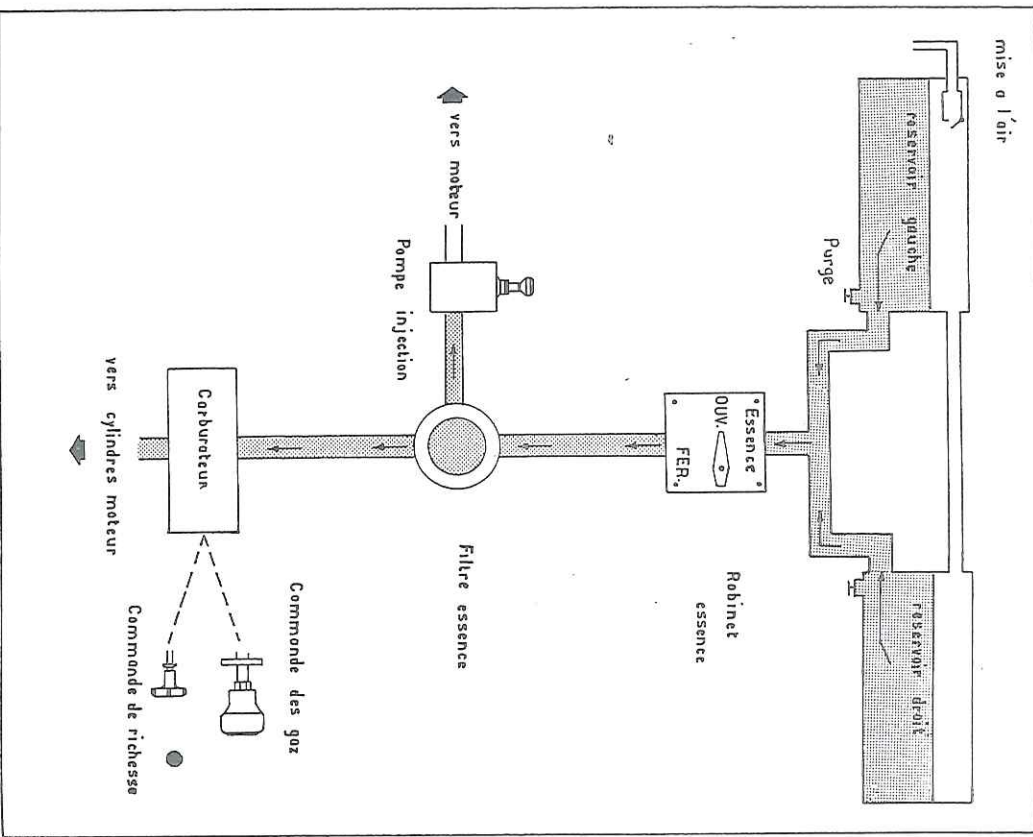 mise a l'air
reservoir gauche
reservoir droit
Purge
Essence
OUV.
FER.
Robinet
essence
vers moteur
Pompe injection
Filtre essence
Carburateur
Commande des gaz
Commande de richesse
vers cylindres moteur